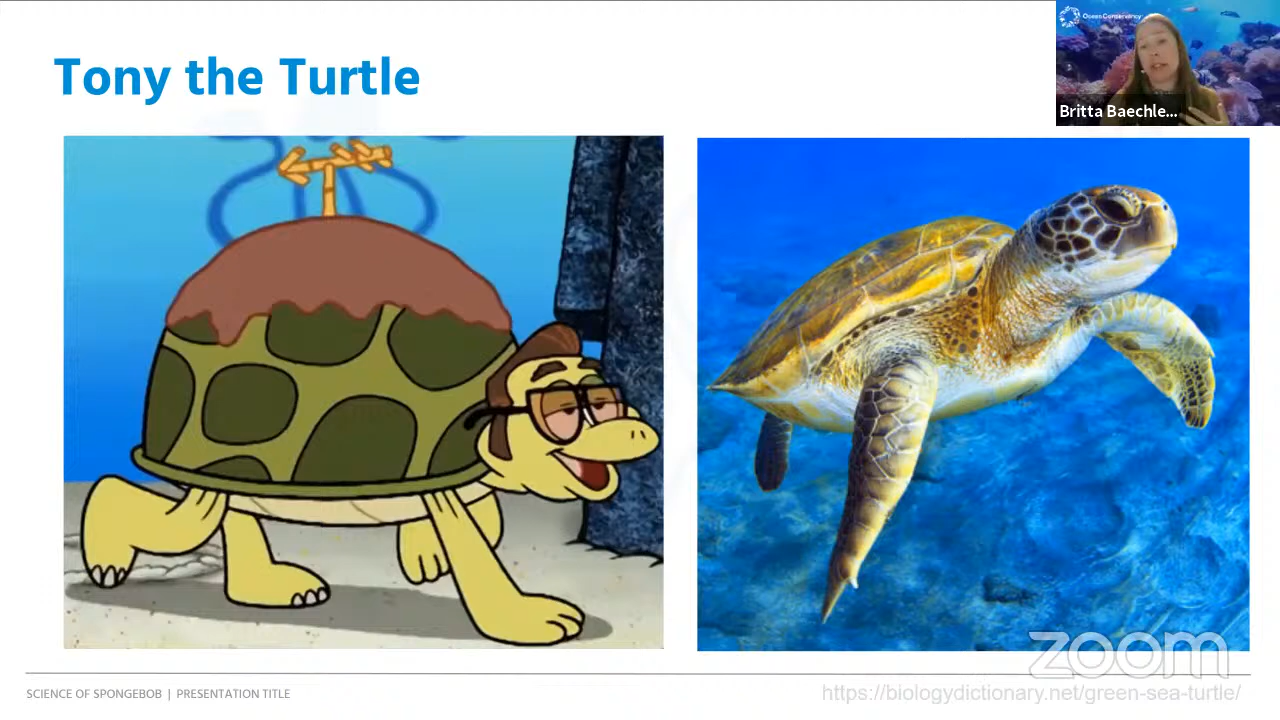 Tony the Turtle
Ocean Conservancy
Britta Baechle...
zoom
SCIENCE OF SPONGEBOB | PRESENTATION TITLE
https://biologydictionary.net/green-sea-turtle/